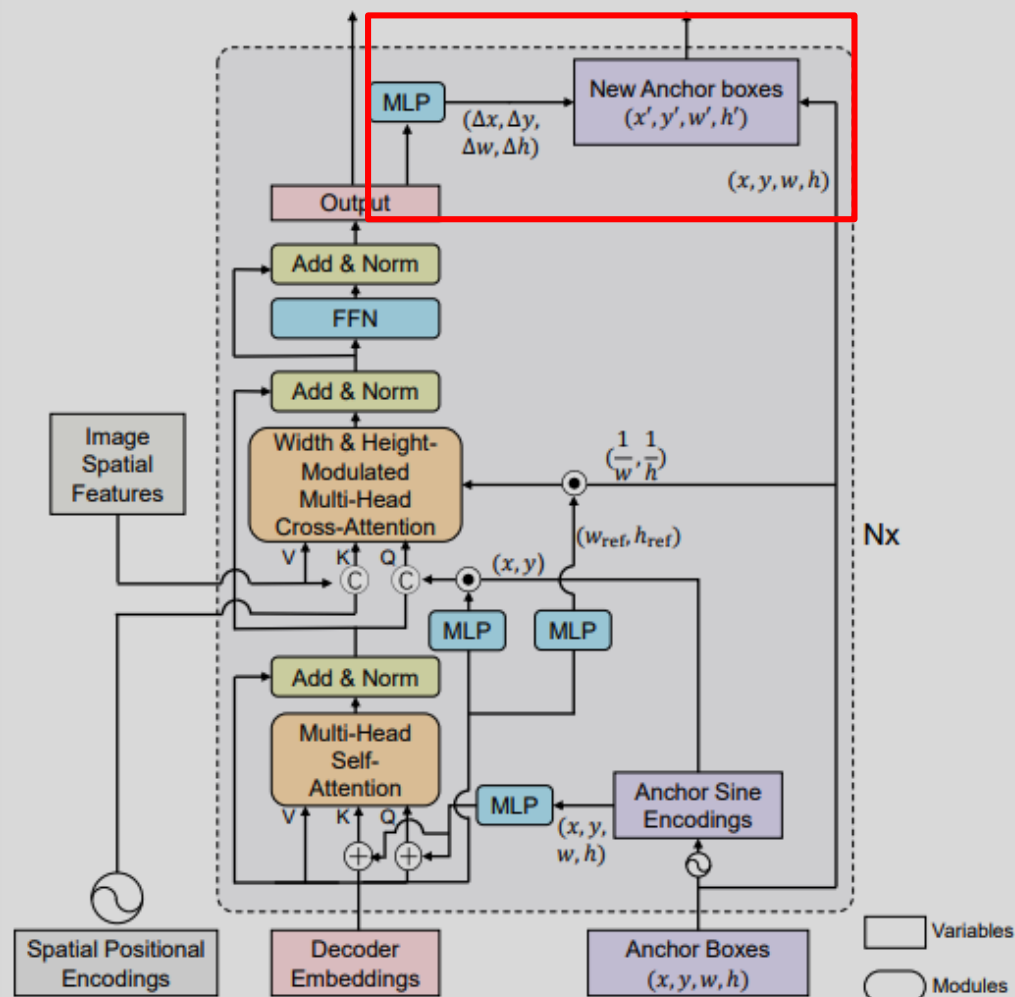 MLP
(Δx, Δy,
Δw, Δh)
New Anchor boxes
(x′, y′, w′, h′)
(x, y, w, h)
Output
Add & Norm
FFN
Add & Norm
Image
Spatial
Features
Width & Height-
Modulated
Multi-Head
Cross-Attention
(1/w, 1/h)
V K Q
(w_ref, h_ref)
Nx
C C
(x, y)
MLP
MLP
Add & Norm
Multi-Head
Self-
Attention
V K Q
MLP
(x, y,
w, h)
Anchor Sine
Encodings
Spatial Positional
Encodings
Decoder
Embeddings
Anchor Boxes
(x, y, w, h)
Variables
Modules